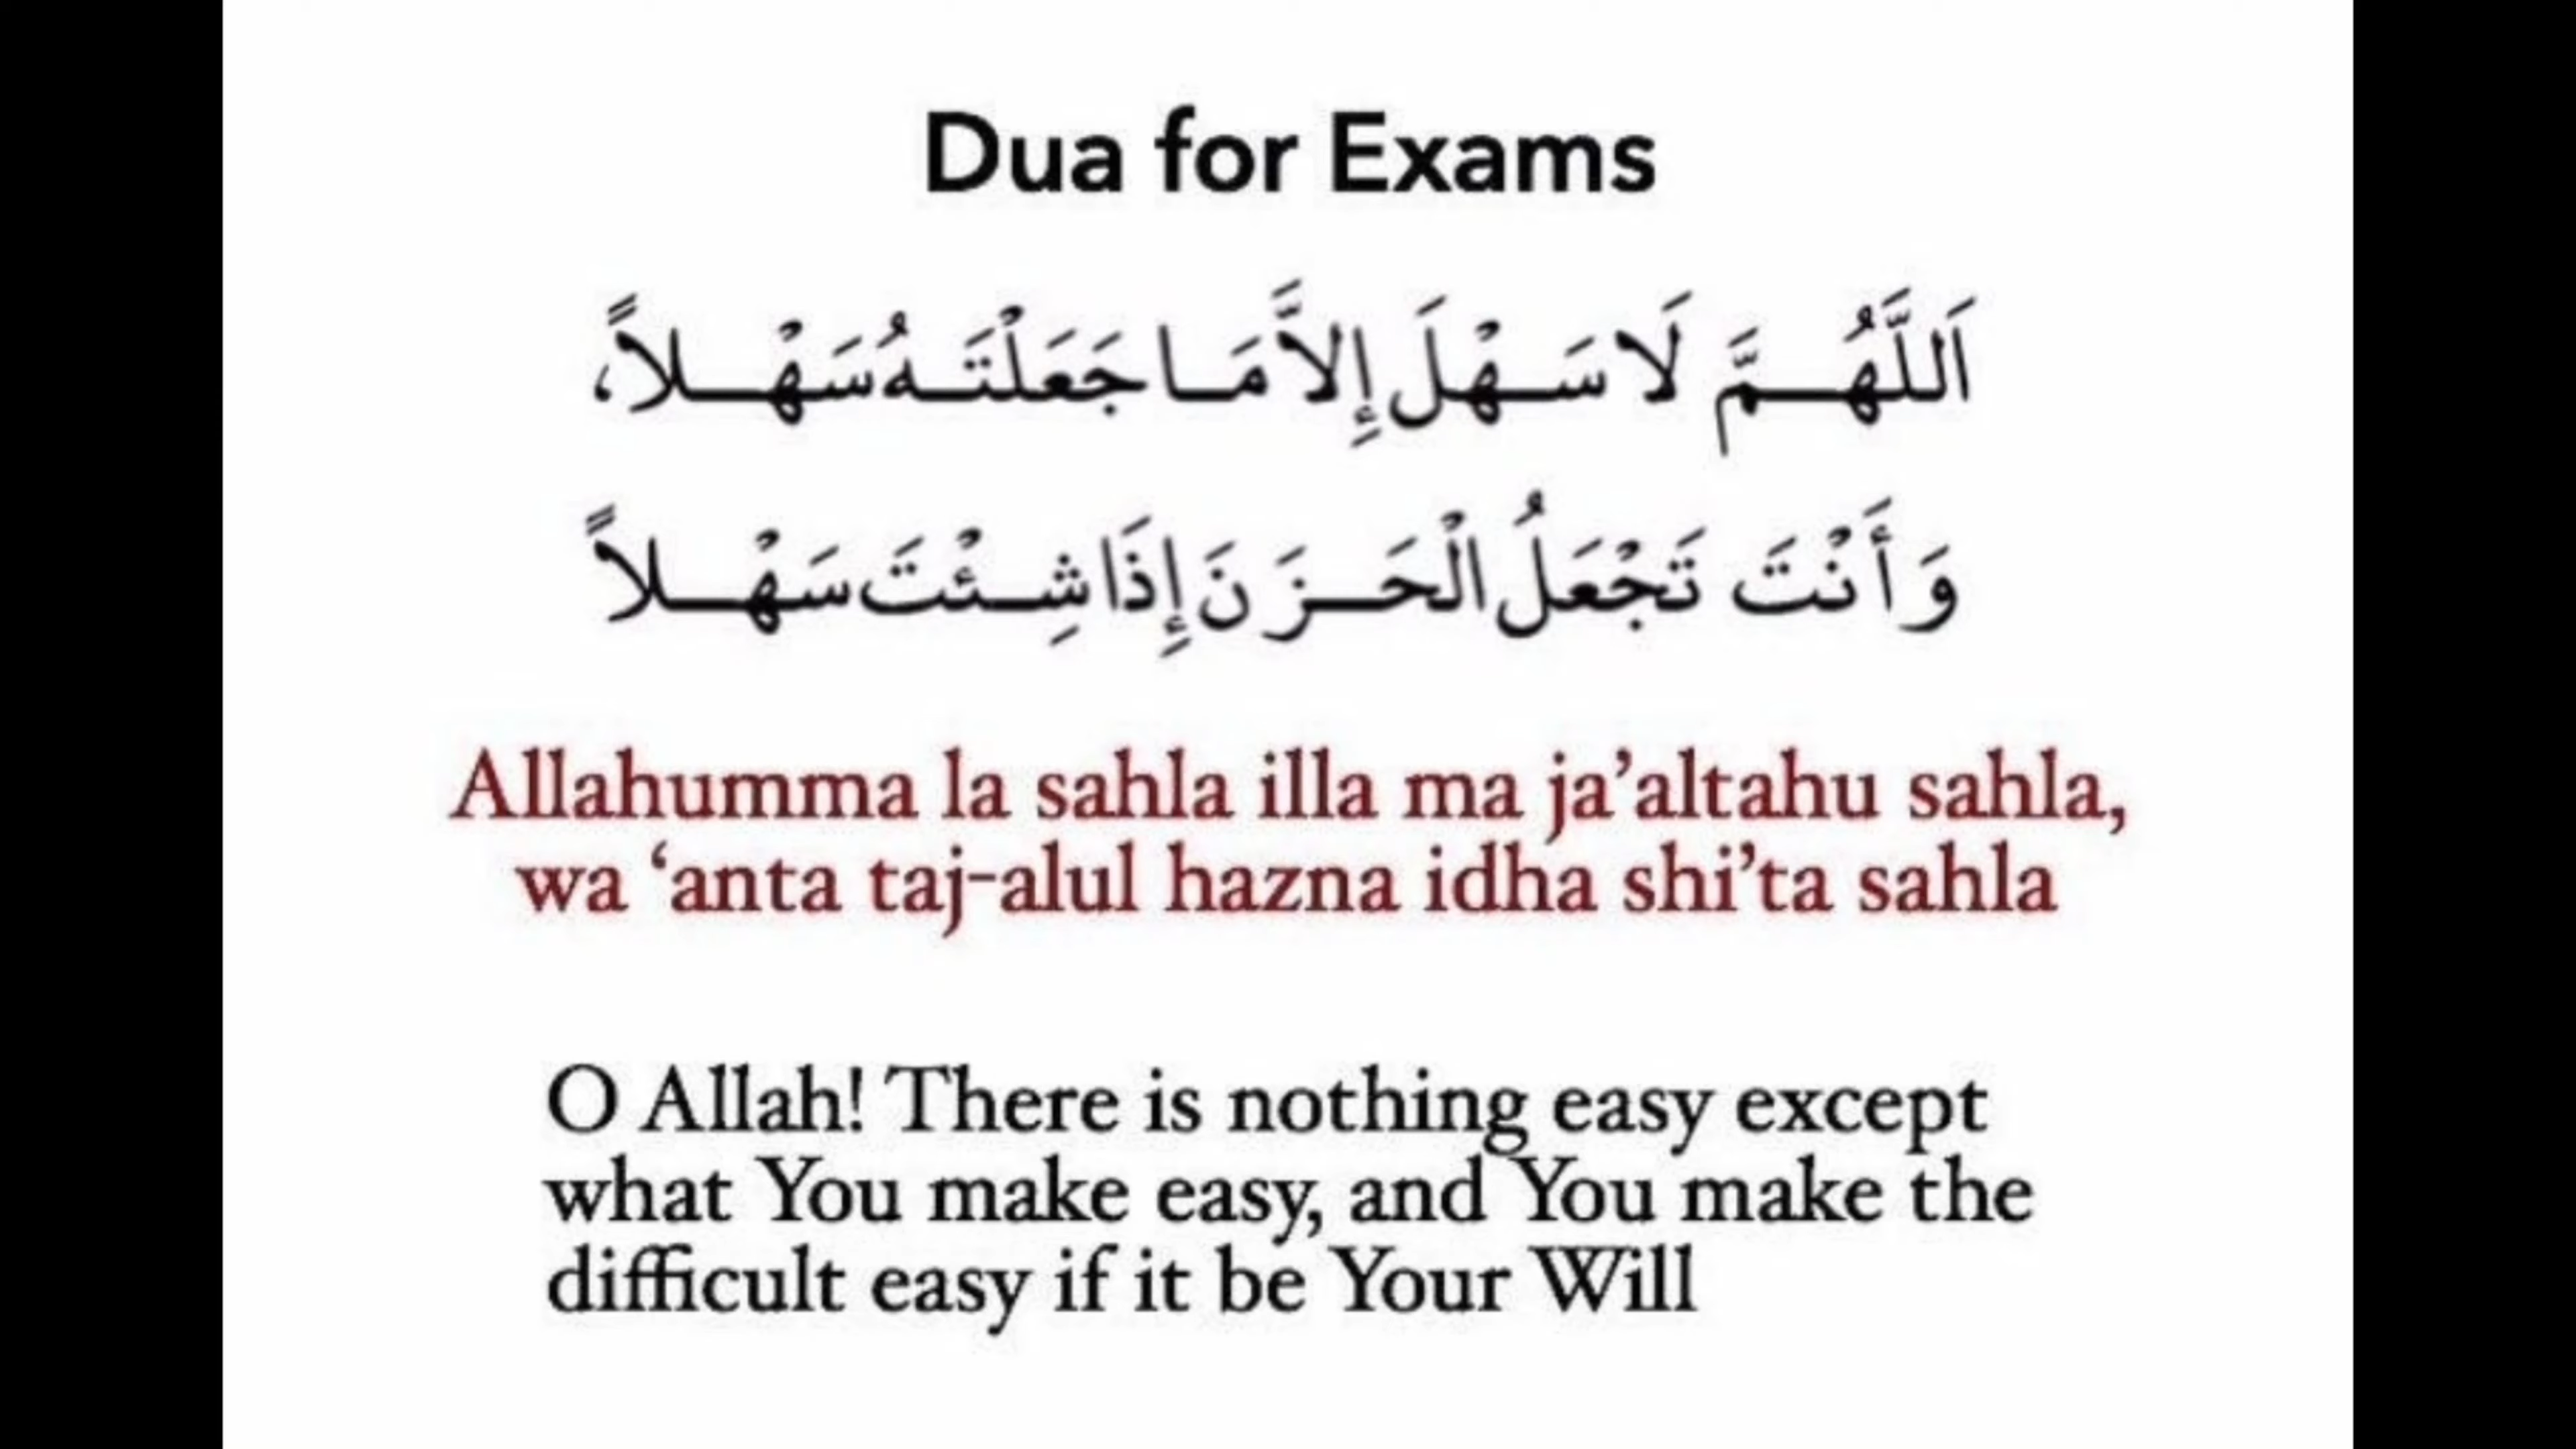 Dua for Exams
اَللَّهُمَّ لَا سَهْلَ إِلاَّ مَا جَعَلْتَهُ سَهْلاً،
وَأَنْتَ تَجْعَلُ الْحَزَنَ إِذَا شِئْتَ سَهْلاً
Allahumma la sahla illa ma ja’altahu sahla,
wa ‘anta taj-alul hazna idha shi’ta sahla
O Allah! There is nothing easy except
what You make easy, and You make the
difficult easy if it be Your Will